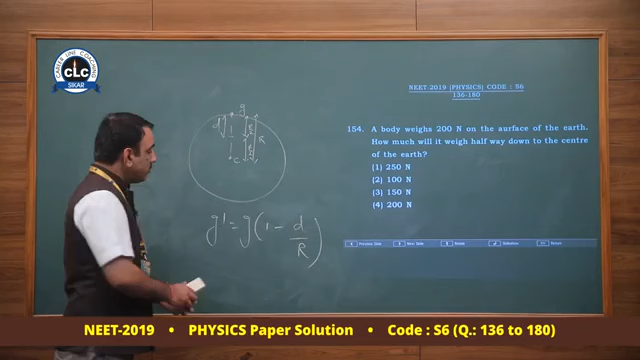 CAREER LINE COACHING
CLC
SIKAR
NEET-2019 (PHYSICS) CODE : S6
136-180
154. A body weighs 200 N on the aurface of the earth.
How much will it weigh half way down to the centre
of the earth?
(1) 250 N
(2) 100 N
(3) 150 N
(4) 200 N
g
d
R
C
g' = g(1 - d/R)
NEET-2019 • PHYSICS Paper Solution • Code : S6 (Q.: 136 to 180)